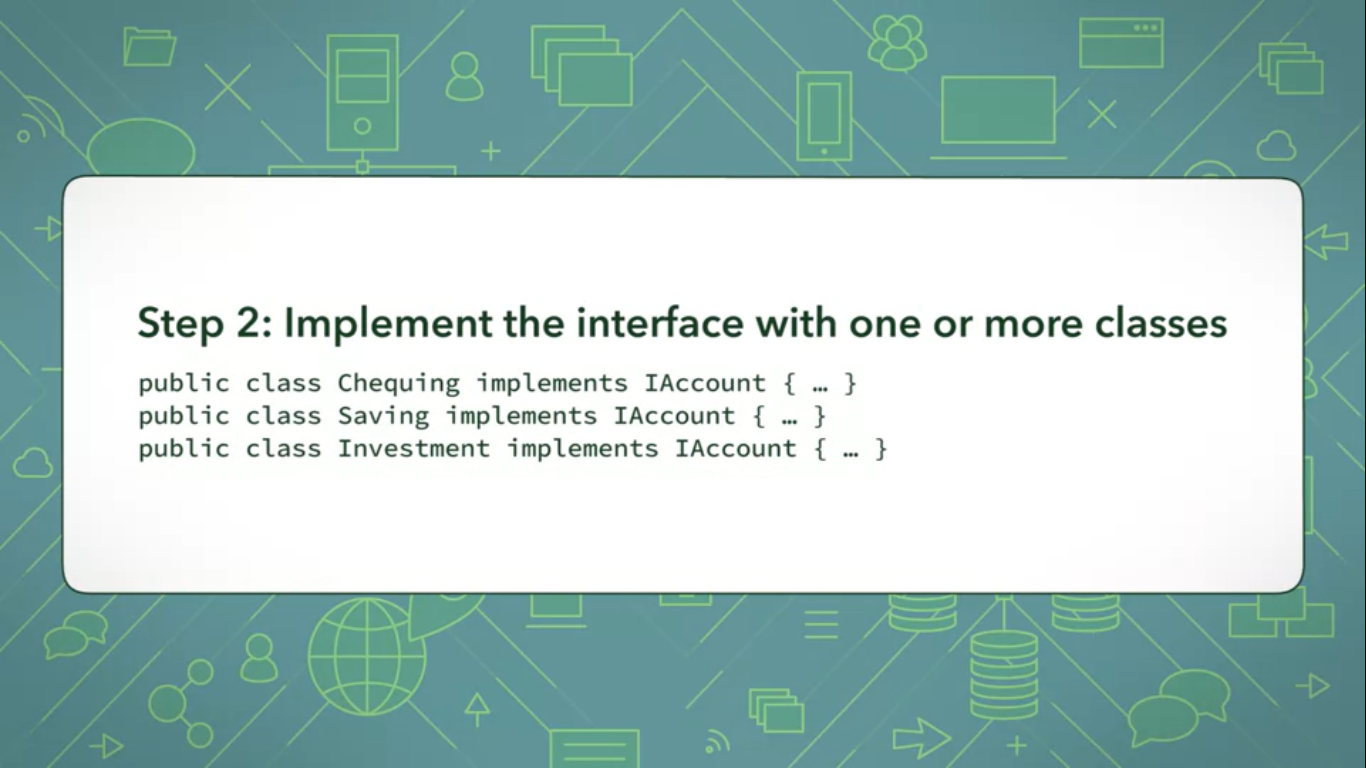 Step 2: Implement the interface with one or more classes
public class Chequing implements IAccount { … }
public class Saving implements IAccount { … }
public class Investment implements IAccount { … }